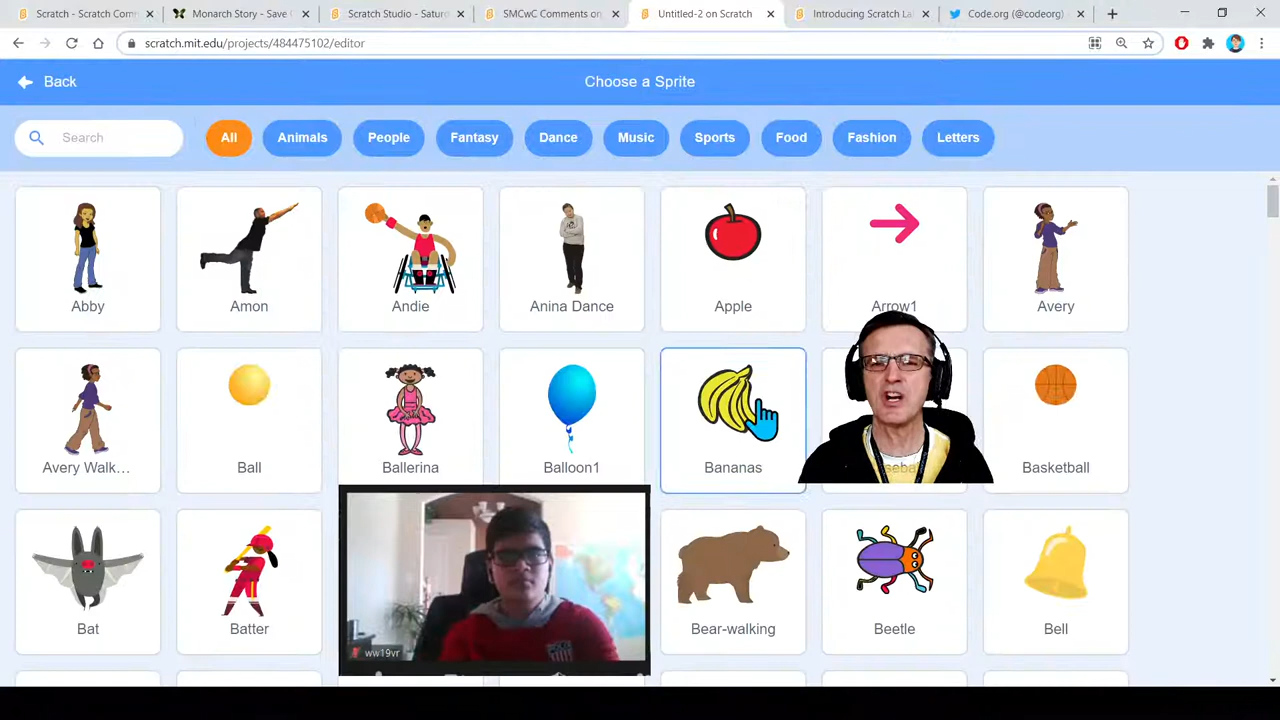 Scratch - Scratch Comm
Monarch Story - Save
Scratch Studio - Saturd
SMCwC Comments on
Untitled-2 on Scratch
Introducing Scratch La
Code.org (@codeorg)
scratch.mit.edu/projects/484475102/editor
Back
Choose a Sprite
Search
All
Animals
People
Fantasy
Dance
Music
Sports
Food
Fashion
Letters
Abby
Amon
Andie
Anina Dance
Apple
Arrow1
Avery
Avery Walk...
Ball
Ballerina
Balloon1
Bananas
Basketball
Bat
Batter
ww19vr
Bear-walking
Beetle
Bell